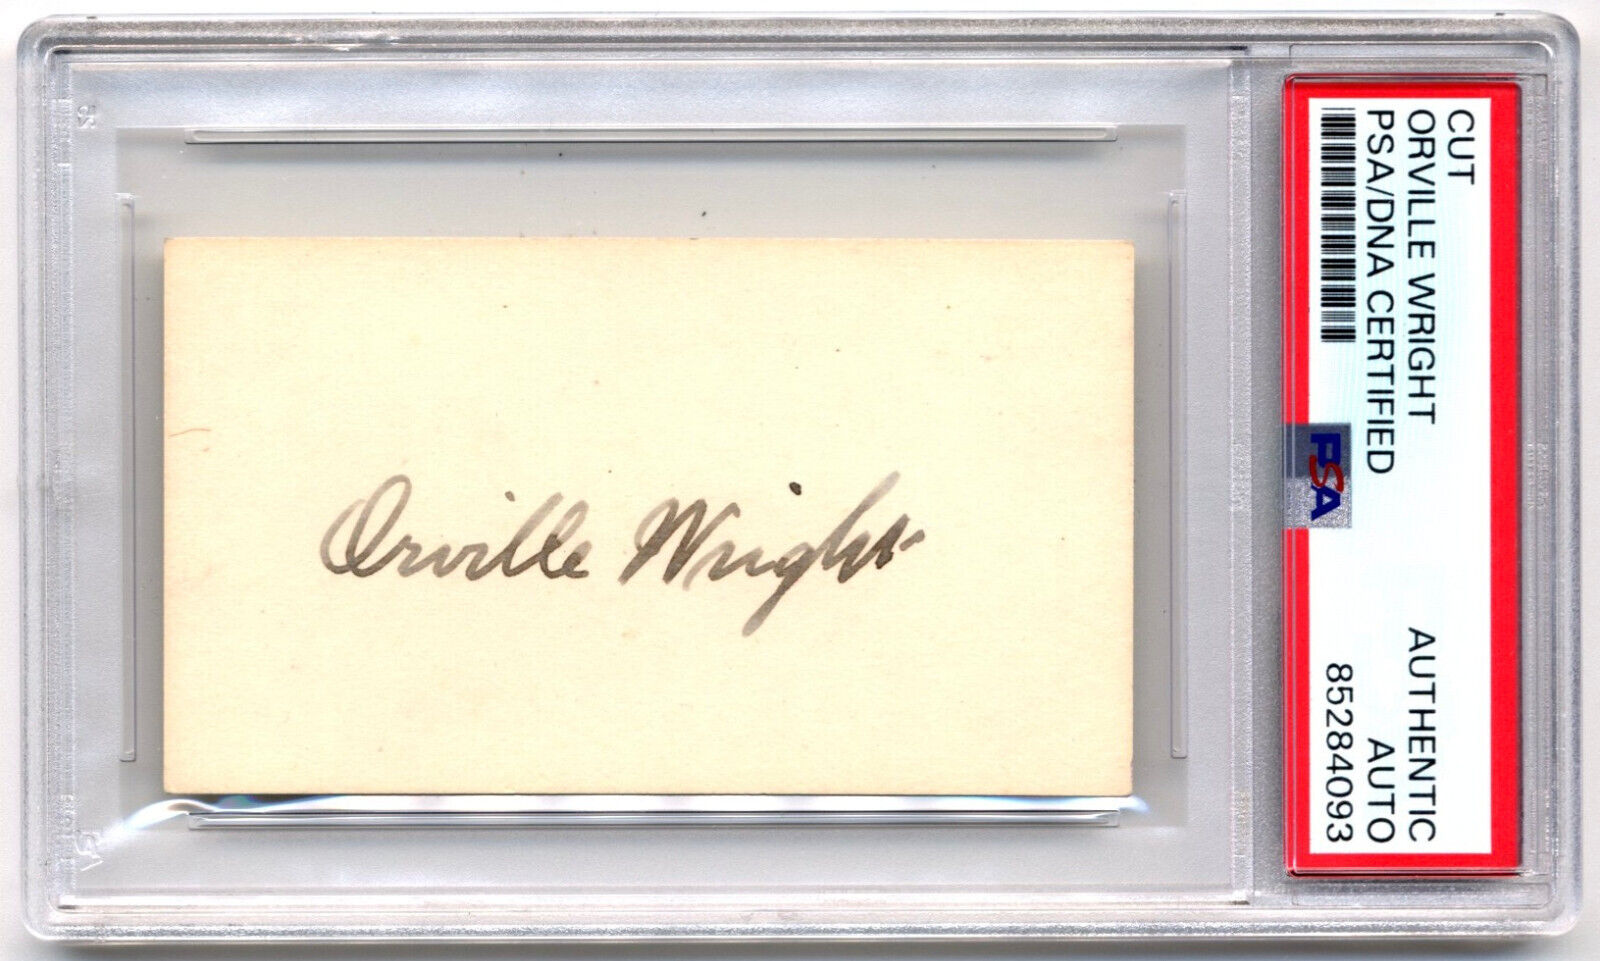 Orville Wright
CUT
ORVILLE WRIGHT
PSA/DNA CERTIFIED
AUTHENTIC
AUTO
85284093
PSA